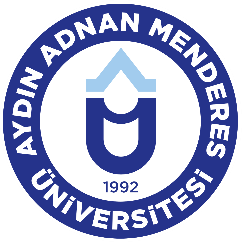 AYDIN ADNAN MENDERES
ÜNİVERSİTESİ
1992